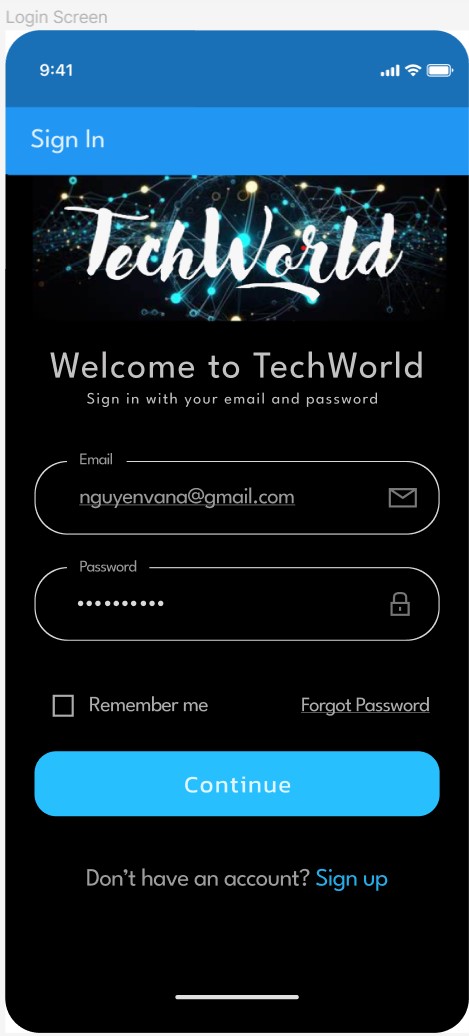 Login Screen
9:41
Sign In
TechWorld
Welcome to TechWorld
Sign in with your email and password
Email
nguyenvana@gmail.com
Password
••••••••••
Remember me Forgot Password
Continue
Don't have an account? Sign up